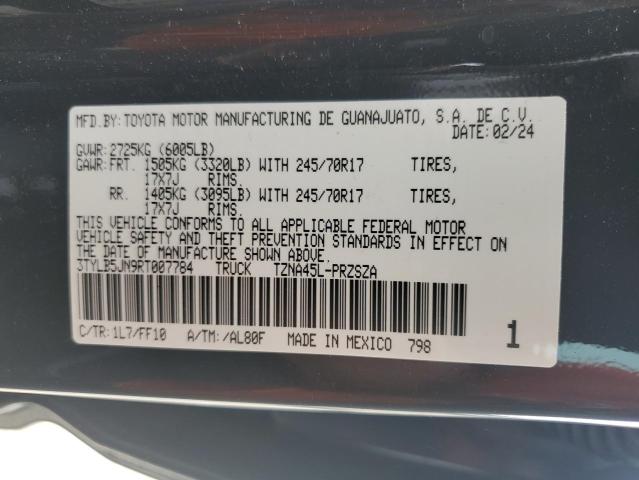 MFD.BY:TOYOTA MOTOR MANUFACTURING DE GUANAJUATO, S.A. DE C.V.
DATE:02/24
GVWR:2725KG (6005LB)
GAWR:FRT. 1505KG (3320LB) WITH 245/70R17 TIRES,
17X7J RIMS.
RR. 1405KG (3095LB) WITH 245/70R17 TIRES,
17X7J RIMS.
THIS VEHICLE CONFORMS TO ALL APPLICABLE FEDERAL MOTOR
VEHICLE SAFETY AND THEFT PREVENTION STANDARDS IN EFFECT ON
THE DATE OF MANUFACTURE SHOWN ABOVE.
3TYLB5JN9RT007784 TRUCK TZNA45L-PRZSZA
C/TR:1L7/FF10 A/TM:/AL80F MADE IN MEXICO 798 1